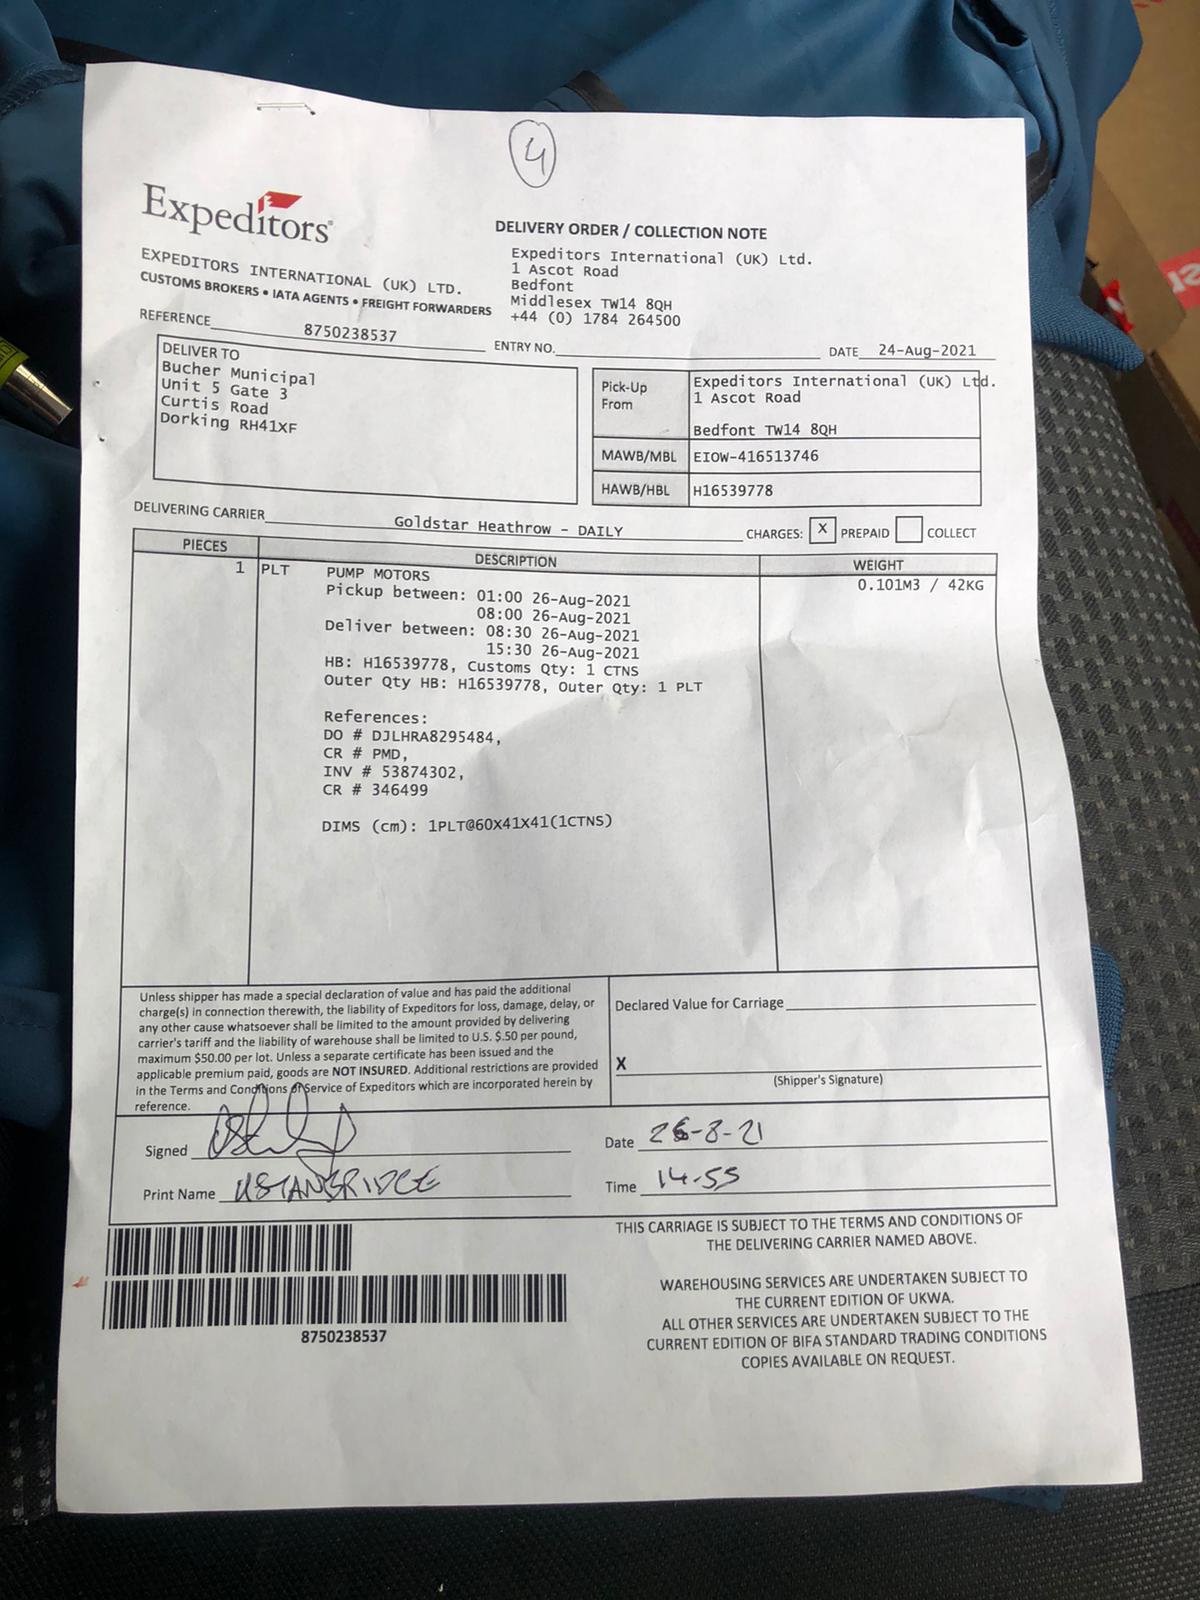 4
Expeditors
EXPEDITORS INTERNATIONAL (UK) LTD.
CUSTOMS BROKERS • IATA AGENTS • FREIGHT FORWARDERS
DELIVERY ORDER / COLLECTION NOTE
Expeditors International (UK) Ltd.
1 Ascot Road
Bedfont
Middlesex TW14 8QH
+44 (0) 1784 264500
REFERENCE 8750238537
ENTRY NO.
DATE 24-Aug-2021
DELIVER TO
Bucher Municipal
Unit 5 Gate 3
Curtis Road
Dorking RH41XF
Pick-Up From
Expeditors International (UK) Ltd.
1 Ascot Road
Bedfont TW14 8QH
MAWB/MBL EIOW-416513746
HAWB/HBL H16539778
DELIVERING CARRIER Goldstar Heathrow - DAILY
CHARGES: X PREPAID COLLECT
PIECES DESCRIPTION WEIGHT
1 PLT PUMP MOTORS 0.101M3 / 42KG
Pickup between: 01:00 26-Aug-2021
08:00 26-Aug-2021
Deliver between: 08:30 26-Aug-2021
15:30 26-Aug-2021
HB: H16539778, Customs Qty: 1 CTNS
Outer Qty HB: H16539778, Outer Qty: 1 PLT
References:
DO # DJLHRA8295484,
CR # PMD,
INV # 53874302,
CR # 346499
DIMS (cm): 1PLT@60X41X41(1CTNS)
Unless shipper has made a special declaration of value and has paid the additional
charge(s) in connection therewith, the liability of Expeditors for loss, damage, delay, or
any other cause whatsoever shall be limited to the amount provided by delivering
carrier's tariff and the liability of warehouse shall be limited to U.S. $.50 per pound,
maximum $50.00 per lot. Unless a separate certificate has been issued and the
applicable premium paid, goods are NOT INSURED. Additional restrictions are provided
in the Terms and Conditions of Service of Expeditors which are incorporated herein by
reference.
Declared Value for Carriage
X
(Shipper's Signature)
Signed
Date 26-8-21
Print Name KSTANBRIDGE
Time 14-55
8750238537
THIS CARRIAGE IS SUBJECT TO THE TERMS AND CONDITIONS OF
THE DELIVERING CARRIER NAMED ABOVE.
WAREHOUSING SERVICES ARE UNDERTAKEN SUBJECT TO
THE CURRENT EDITION OF UKWA.
ALL OTHER SERVICES ARE UNDERTAKEN SUBJECT TO THE
CURRENT EDITION OF BIFA STANDARD TRADING CONDITIONS
COPIES AVAILABLE ON REQUEST.